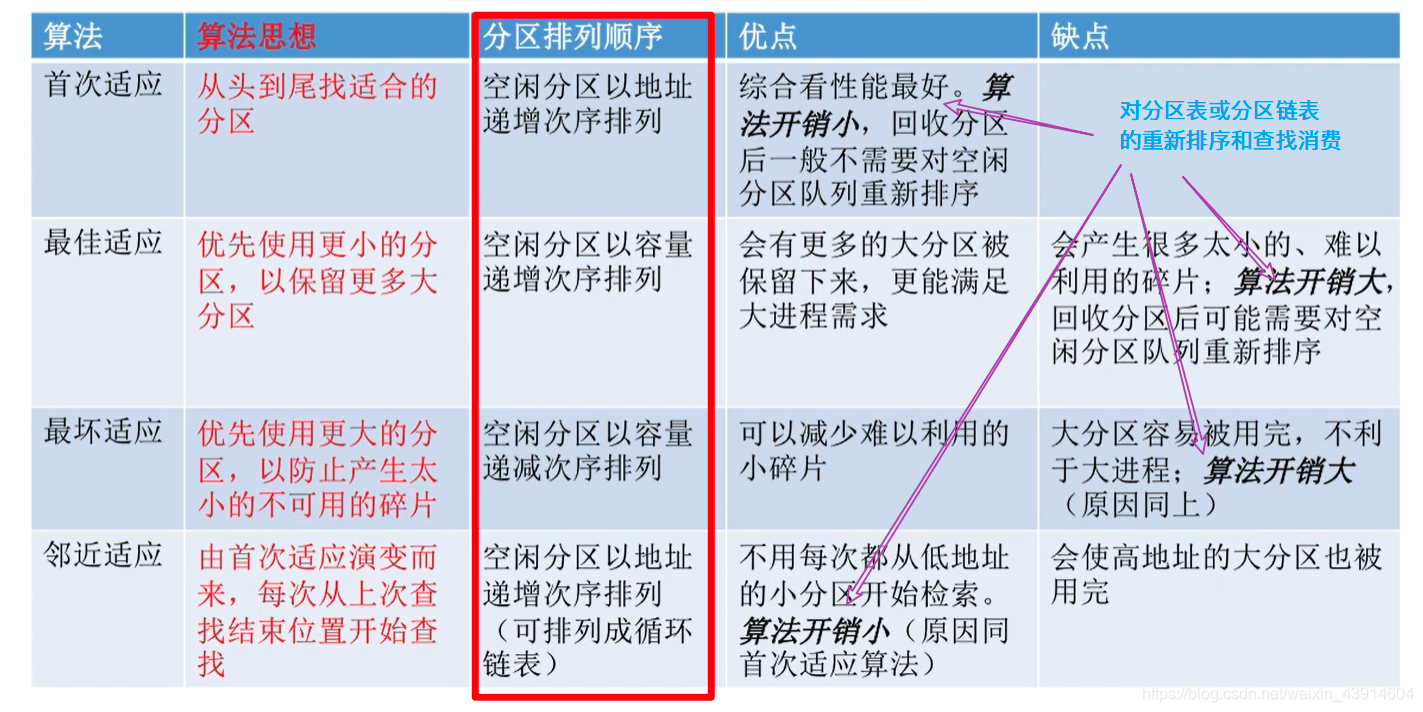 算法
算法思想
分区排列顺序
优点
缺点
首次适应
从头到尾找适合的
分区
空闲分区以地址
递增次序排列
综合看性能最好。算
法开销小，回收分区
后一般不需要对空闲
分区队列重新排序
对分区表或分区链表
的重新排序和查找消费
最佳适应
优先使用更小的分
区，以保留更多大
分区
空闲分区以容量
递增次序排列
会有更多的大分区被
保留下来，更能满足
大进程需求
会产生很多太小的、难以
利用的碎片；算法开销大，
回收分区后可能需要对空
闲分区队列重新排序
最坏适应
优先使用更大的分
区，以防止产生太
小的不可用的碎片
空闲分区以容量
递减次序排列
可以减少难以利用的
小碎片
大分区容易被用完，不利
于大进程；算法开销大
（原因同上）
邻近适应
由首次适应演变而
来，每次从上次查
找结束位置开始查
找
空闲分区以地址
递增次序排列
（可排列成循环
链表）
不用每次都从低地址
的小分区开始检索。
算法开销小（原因同
首次适应算法）
会使高地址的大分区也被
用完
https://blog.csdn.net/weixin_43914604